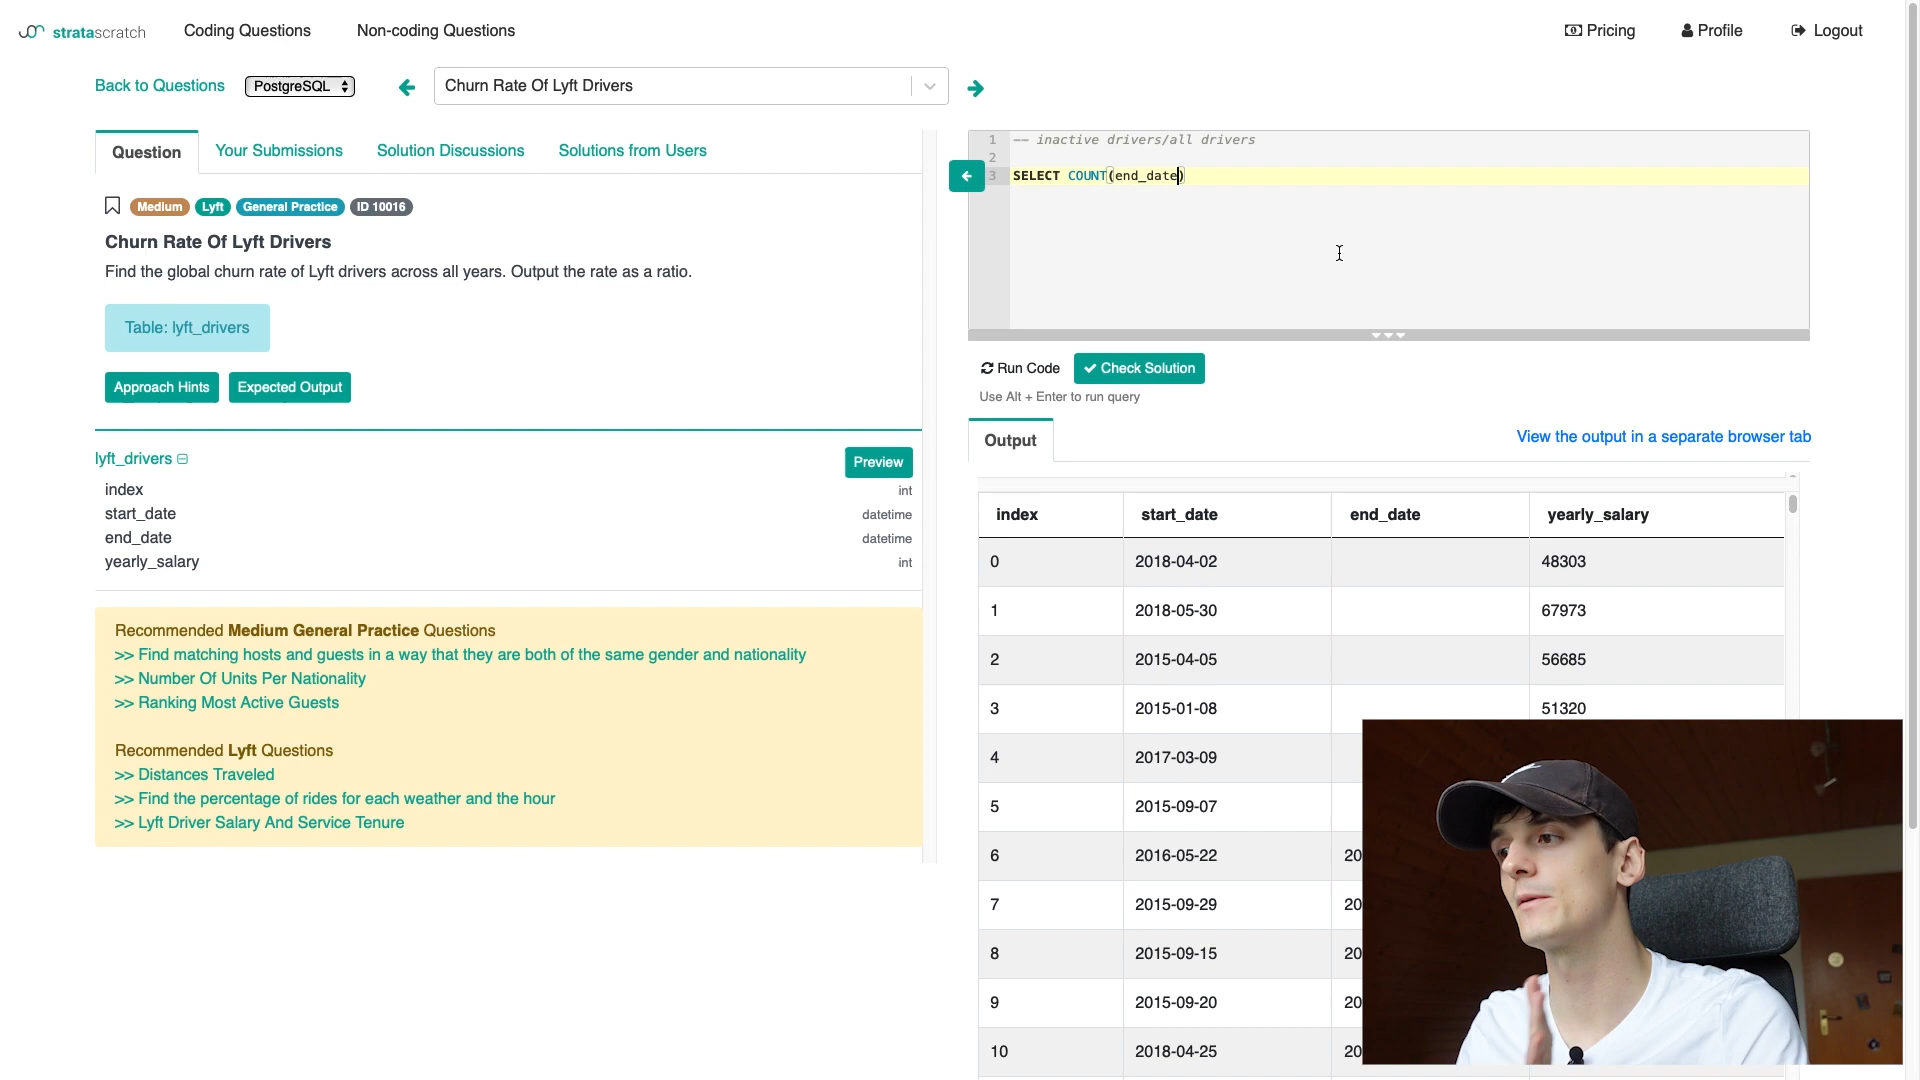 stratascratch
Coding Questions
Non-coding Questions
Pricing
Profile
Logout
Back to Questions
PostgreSQL
Churn Rate Of Lyft Drivers
Question
Your Submissions
Solution Discussions
Solutions from Users
Medium
Lyft
General Practice
ID 10016
Churn Rate Of Lyft Drivers
Find the global churn rate of Lyft drivers across all years. Output the rate as a ratio.
Table: lyft_drivers
Approach Hints
Expected Output
lyft_drivers
Preview
index int
start_date datetime
end_date datetime
yearly_salary int
Recommended Medium General Practice Questions
>> Find matching hosts and guests in a way that they are both of the same gender and nationality
>> Number Of Units Per Nationality
>> Ranking Most Active Guests
Recommended Lyft Questions
>> Distances Traveled
>> Find the percentage of rides for each weather and the hour
>> Lyft Driver Salary And Service Tenure
1 -- inactive drivers/all drivers
2
3 SELECT COUNT(end_date)
Run Code
Check Solution
Use Alt + Enter to run query
Output
View the output in a separate browser tab
index start_date end_date yearly_salary
0 2018-04-02 48303
1 2018-05-30 67973
2 2015-04-05 56685
3 2015-01-08 51320
4 2017-03-09
5 2015-09-07
6 2016-05-22 20
7 2015-09-29 20
8 2015-09-15 20
9 2015-09-20 20
10 2018-04-25 20